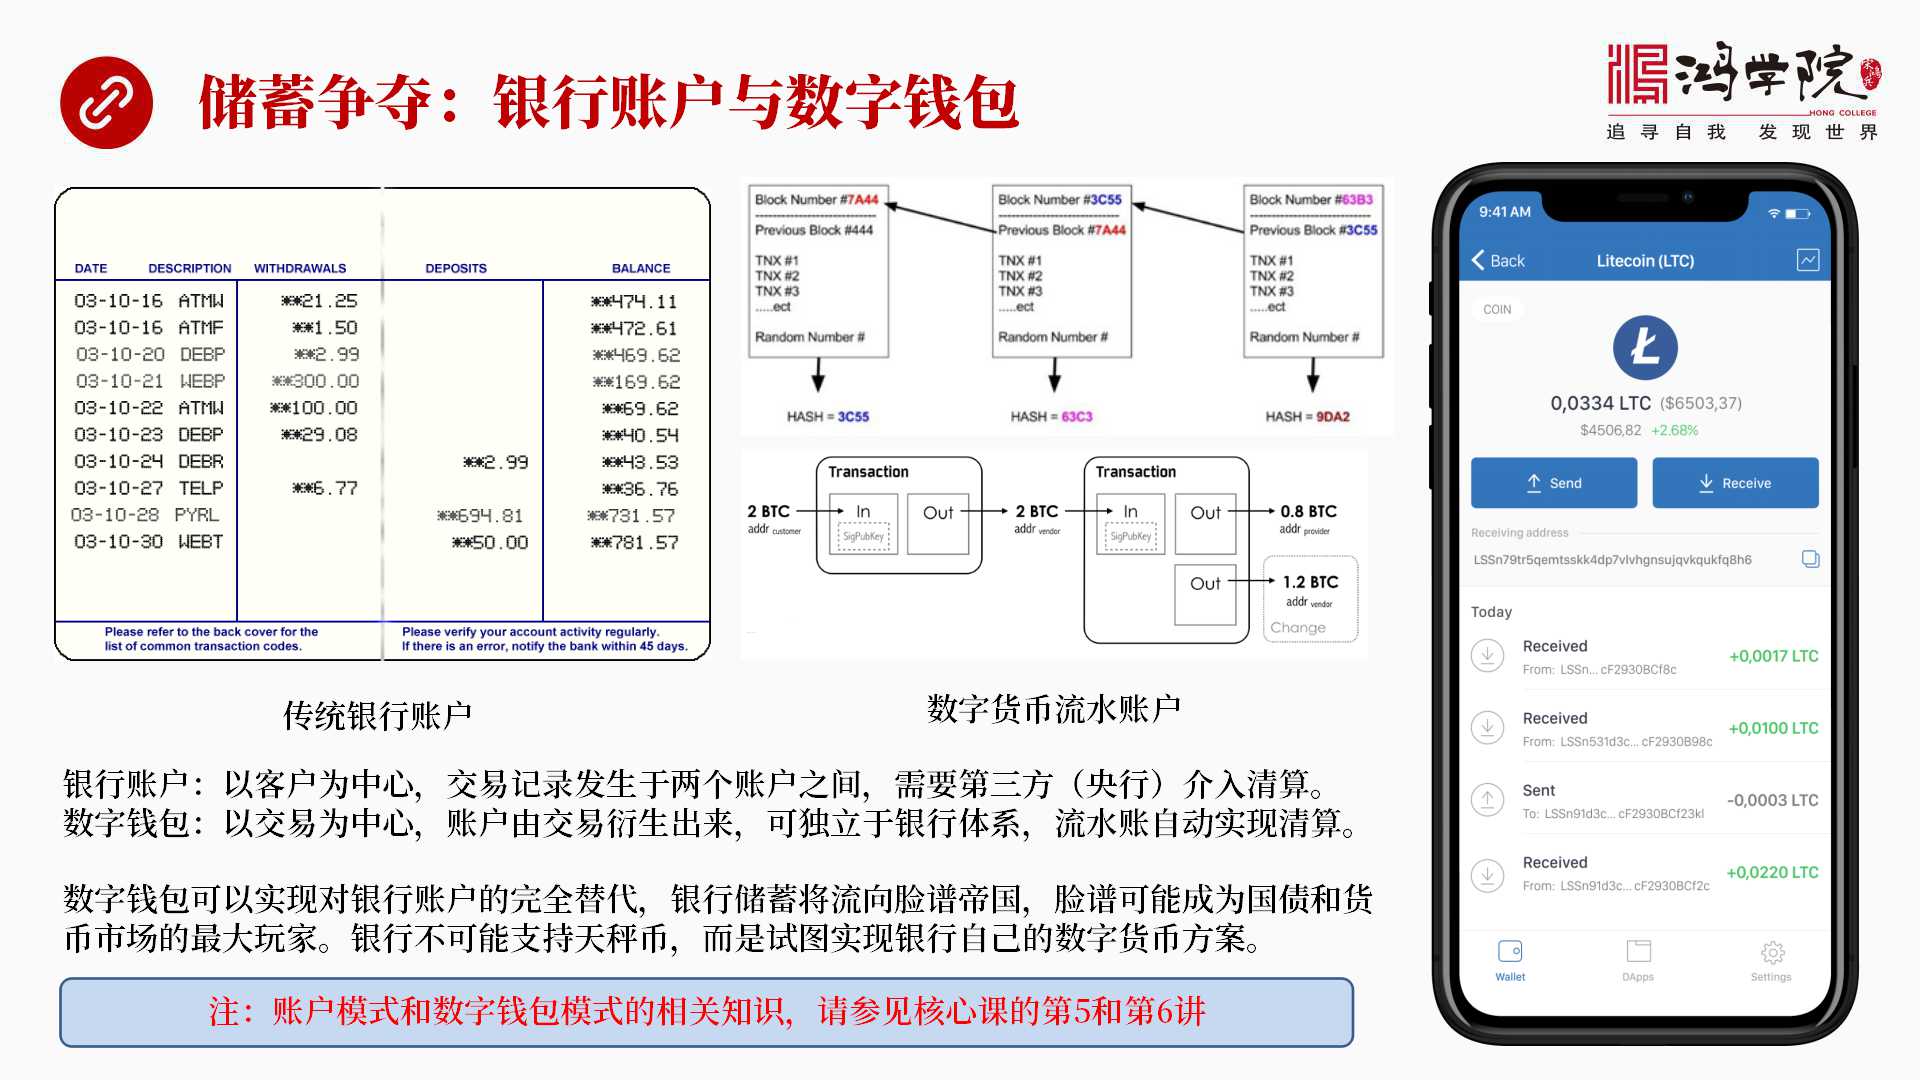 储蓄争夺：银行账户与数字钱包
鸿学院
HONG COLLEGE
追寻自我 发现世界
DATE DESCRIPTION WITHDRAWALS DEPOSITS BALANCE
03-10-16 ATMW **21.25 **474.11
03-10-16 ATMF **1.50 **472.61
03-10-20 DEBP **2.99 **469.62
03-10-21 WEBP **300.00 **169.62
03-10-22 ATMW **100.00 **69.62
03-10-23 DEBP **29.08 **40.54
03-10-24 DEBR **2.99 **43.53
03-10-27 TELP **6.77 **36.76
03-10-28 PYRL **694.81 **731.57
03-10-30 WEBT **50.00 **781.57
Please refer to the back cover for the
list of common transaction codes.
Please verify your account activity regularly.
If there is an error, notify the bank within 45 days.
传统银行账户
Block Number #7A44
Previous Block #444
TNX #1
TNX #2
TNX #3
.....ect
Random Number #
HASH = 3C55
Block Number #3C55
Previous Block #7A44
TNX #1
TNX #2
TNX #3
.....ect
Random Number #
HASH = 63C3
Block Number #63B3
Previous Block #3C55
TNX #1
TNX #2
TNX #3
.....ect
Random Number #
HASH = 9DA2
2 BTC
addr customer
Transaction
In
SigPubKey
Out
2 BTC
addr vendor
Transaction
In
SigPubKey
Out
Out
0.8 BTC
addr provider
1.2 BTC
addr vendor
Change
数字货币流水账户
银行账户：以客户为中心，交易记录发生于两个账户之间，需要第三方（央行）介入清算。
数字钱包：以交易为中心，账户由交易衍生出来，可独立于银行体系，流水账自动实现清算。
数字钱包可以实现对银行账户的完全替代，银行储蓄将流向脸谱帝国，脸谱可能成为国债和货
币市场的最大玩家。银行不可能支持天秤币，而是试图实现银行自己的数字货币方案。
注：账户模式和数字钱包模式的相关知识，请参见核心课的第5和第6讲
9:41 AM
Back
Litecoin (LTC)
COIN
0,0334 LTC ($6503,37)
$4506,82 +2.68%
Send
Receive
Receiving address
LSSn79tr5qemtsskk4dp7vlvhgnsujqvkqukfq8h6
Today
Received +0,0017 LTC
From: LSSn... cF2930BCf8c
Received +0,0100 LTC
From: LSSn531d3c... cF2930B98c
Sent -0,0003 LTC
To: LSSn91d3c... cF2930BCf23kl
Received +0,0220 LTC
From: LSSn91d3c... cF2930BCf2c
Wallet DApps Settings